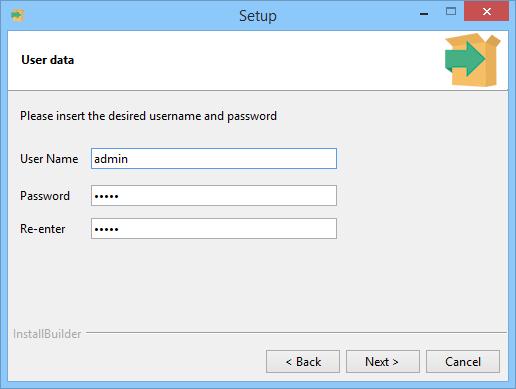 Setup
User data
Please insert the desired username and password
User Name admin
Password •••••
Re-enter •••••
InstallBuilder
< Back Next > Cancel